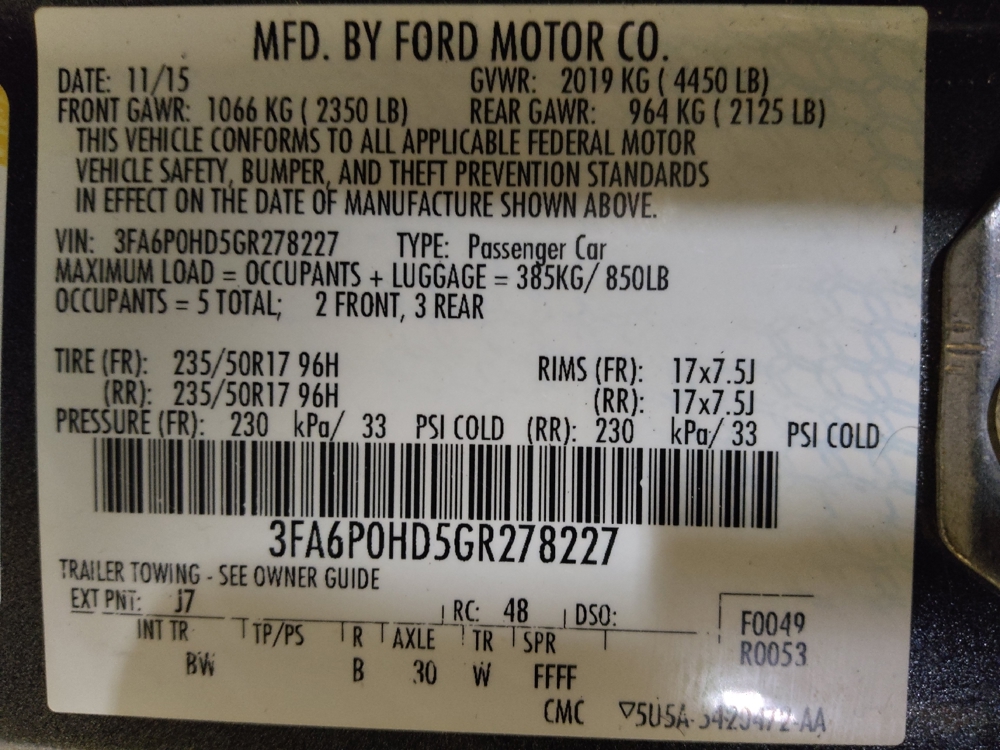 MFD. BY FORD MOTOR CO.
DATE: 11/15 GVWR: 2019 KG ( 4450 LB)
FRONT GAWR: 1066 KG ( 2350 LB) REAR GAWR: 964 KG ( 2125 LB)
THIS VEHICLE CONFORMS TO ALL APPLICABLE FEDERAL MOTOR
VEHICLE SAFETY, BUMPER, AND THEFT PREVENTION STANDARDS
IN EFFECT ON THE DATE OF MANUFACTURE SHOWN ABOVE.
VIN: 3FA6P0HD5GR278227 TYPE: Passenger Car
MAXIMUM LOAD = OCCUPANTS + LUGGAGE = 385KG/ 850LB
OCCUPANTS = 5 TOTAL; 2 FRONT, 3 REAR
TIRE (FR): 235/50R17 96H RIMS (FR): 17x7.5J
(RR): 235/50R17 96H (RR): 17x7.5J
PRESSURE (FR): 230 kPa/ 33 PSI COLD (RR): 230 kPa/ 33 PSI COLD
3FA6P0HD5GR278227
TRAILER TOWING - SEE OWNER GUIDE
EXT PNT: J7 RC: 48 DSO:
F0049
INT TR TP/PS R AXLE TR SPR
R0053
BW B 30 W FFFF
CMC